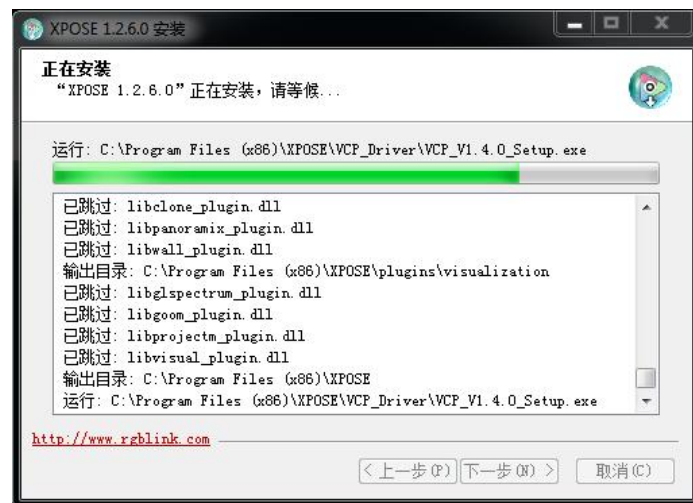 XPOSE 1.2.6.0 安装
正在安装
“XPOSE 1.2.6.0”正在安装，请等候...
运行: C:\Program Files (x86)\XPOSE\VCP_Driver\VCP_V1.4.0_Setup.exe
已跳过: libclone_plugin.dll
已跳过: libpanoramix_plugin.dll
已跳过: libwall_plugin.dll
输出目录: C:\Program Files (x86)\XPOSE\plugins\visualization
已跳过: libglspectrum_plugin.dll
已跳过: libgoom_plugin.dll
已跳过: libprojectm_plugin.dll
已跳过: libvisual_plugin.dll
输出目录: C:\Program Files (x86)\XPOSE
运行: C:\Program Files (x86)\XPOSE\VCP_Driver\VCP_V1.4.0_Setup.exe
http://www.rgblink.com
< 上一步(P) 下一步(N) > 取消(C)